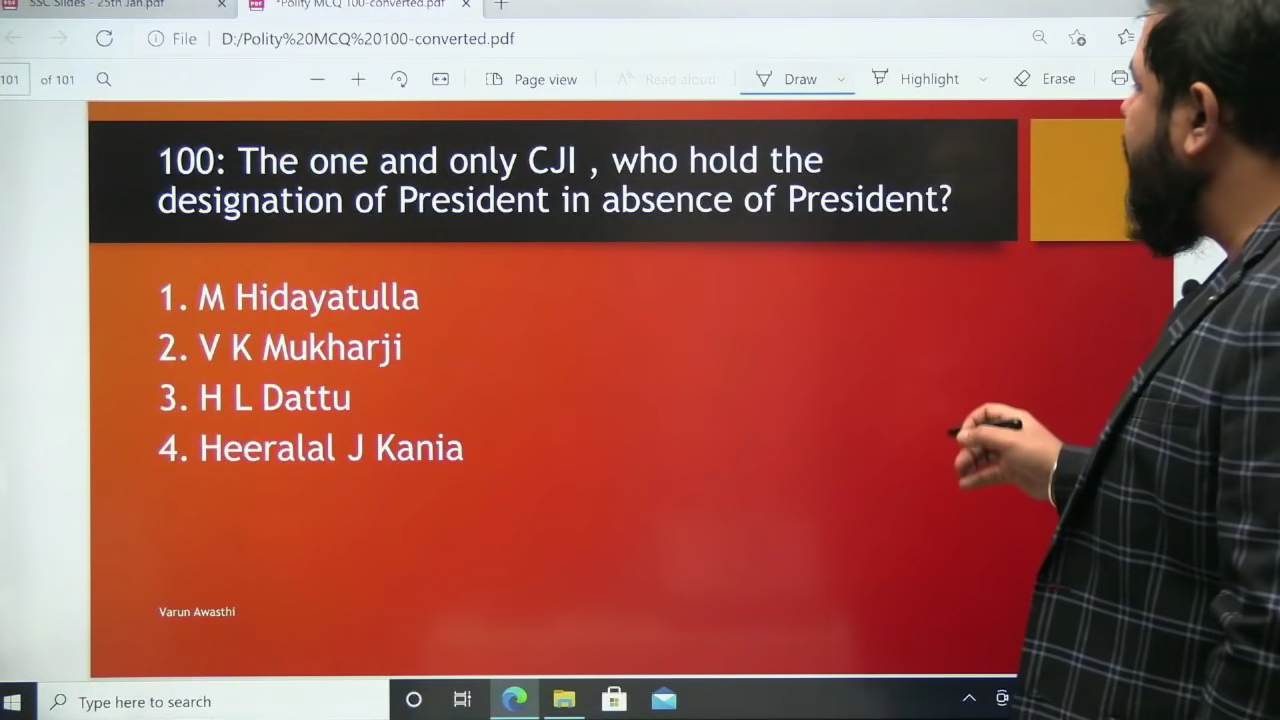 SSC Slides - 25th Jan.pdf
*Polity MCQ 100-converted.pdf
File
D:/Polity%20MCQ%20100-converted.pdf
101 of 101
Page view
Read aloud
Draw
Highlight
Erase
100: The one and only CJI , who hold the
designation of President in absence of President?
1. M Hidayatulla
2. V K Mukharji
3. H L Dattu
4. Heeralal J Kania
Varun Awasthi
Type here to search